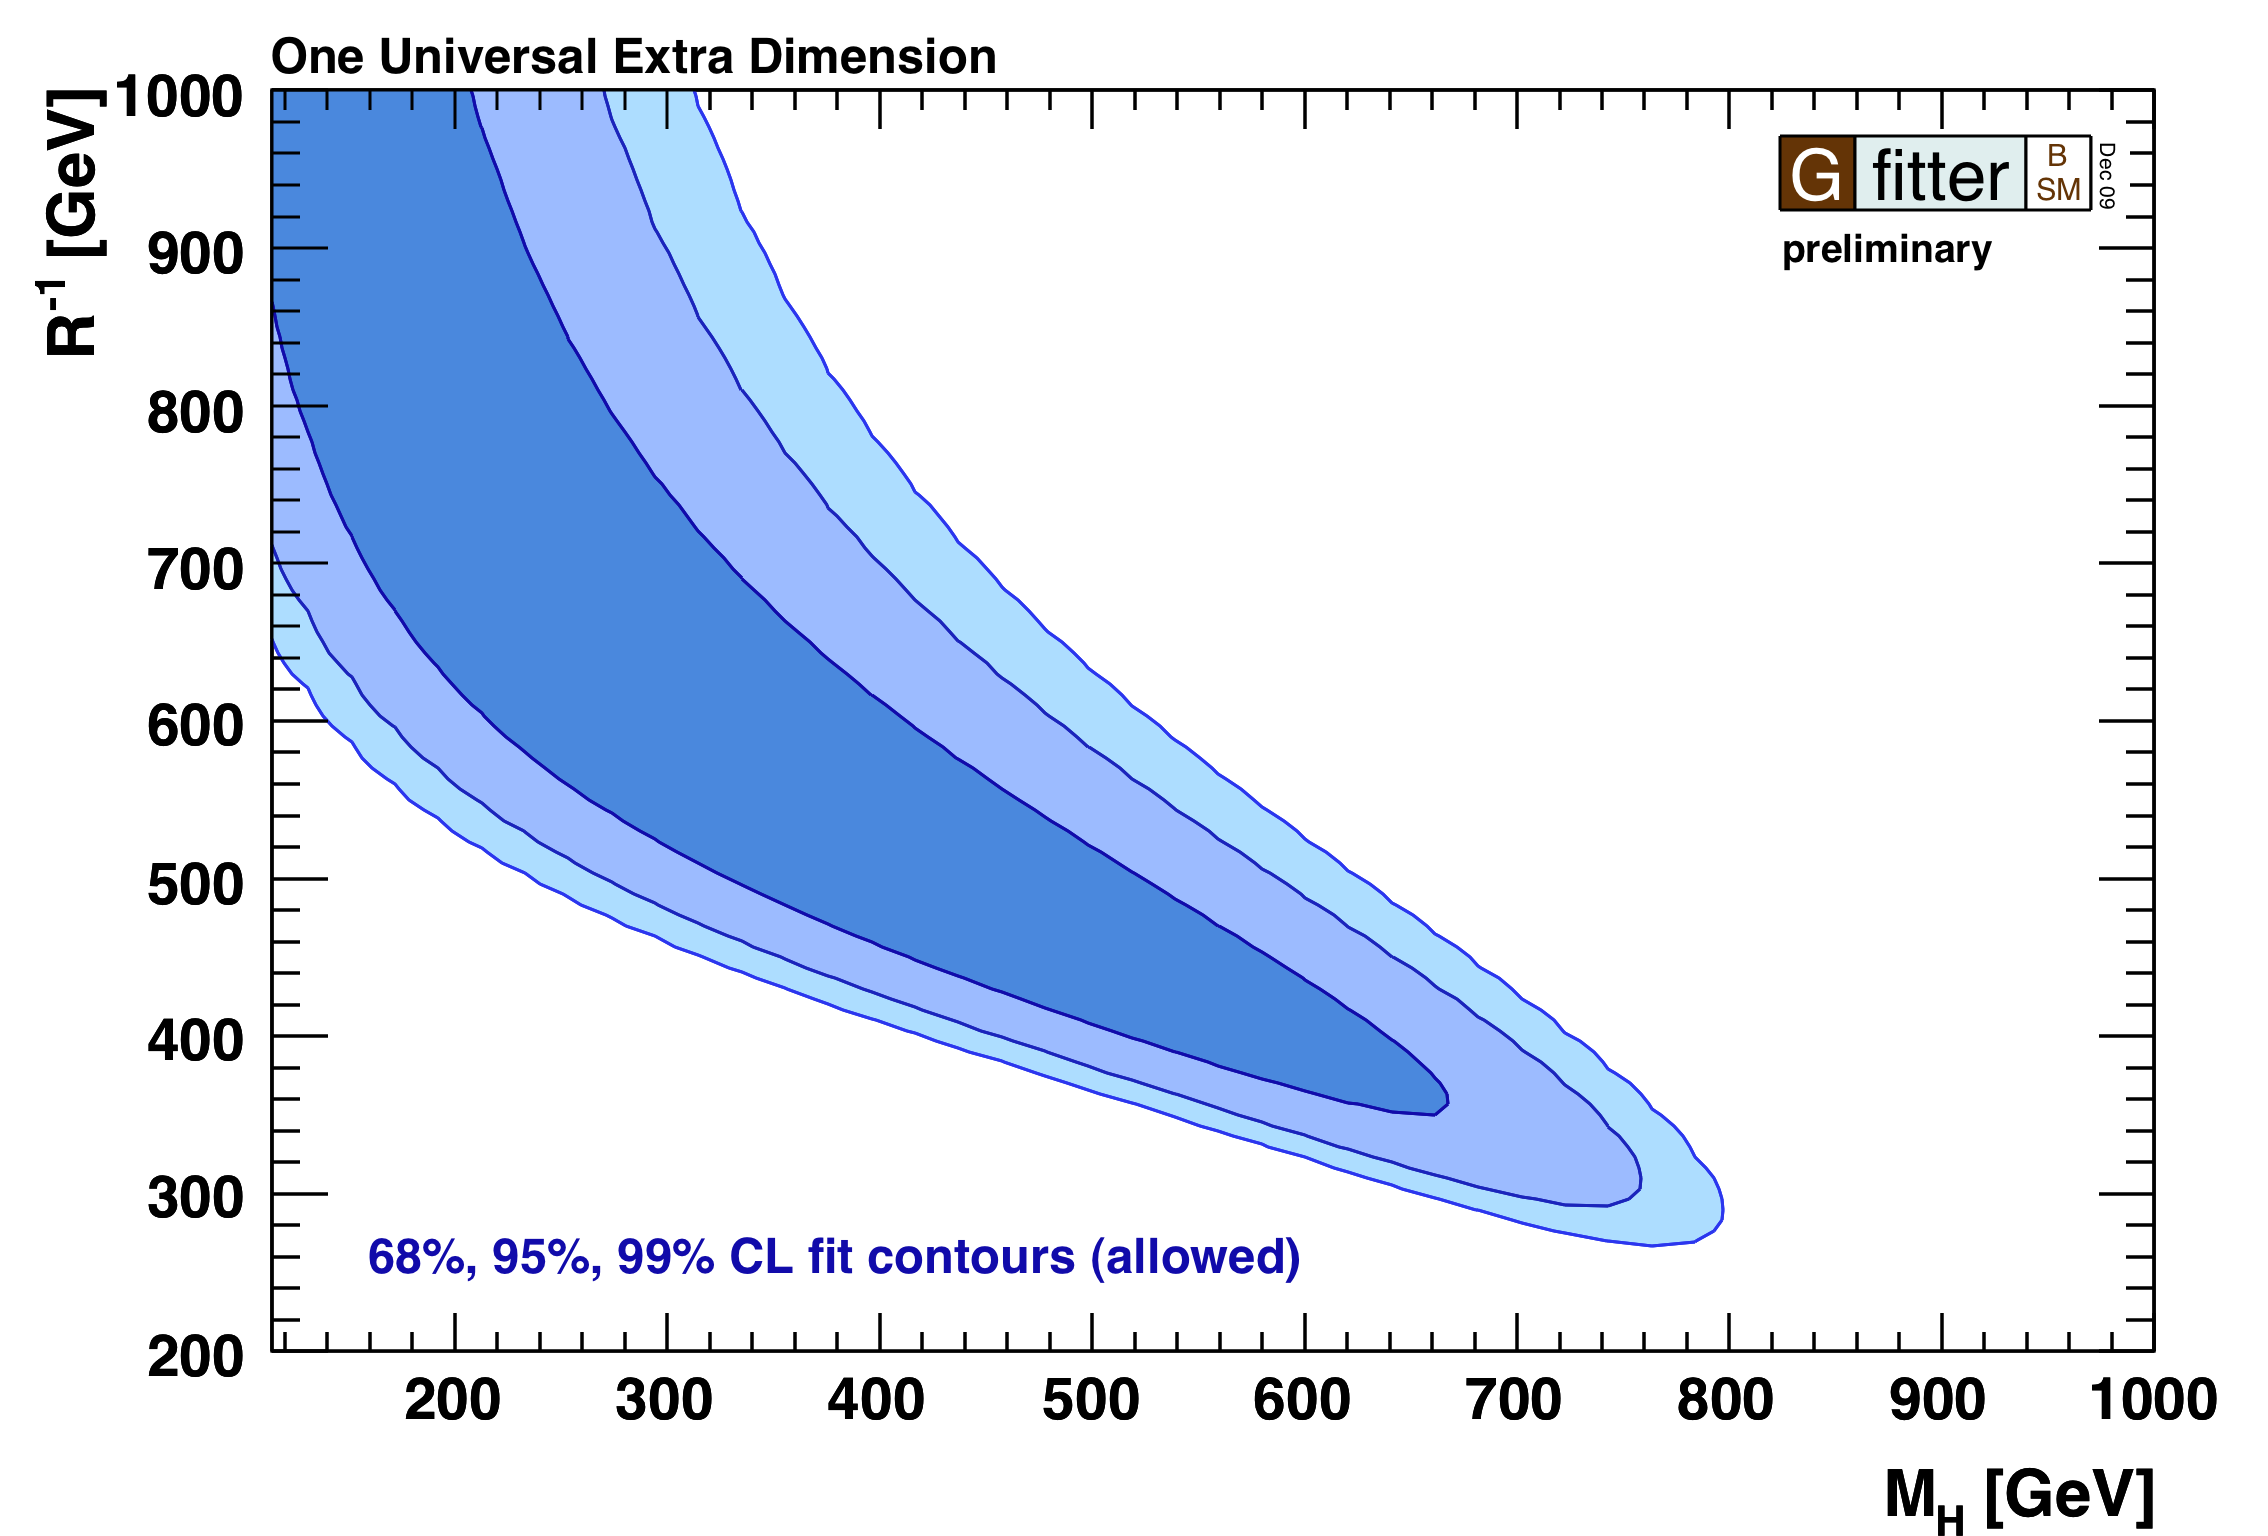 One Universal Extra Dimension
R-1 [GeV]
1000
900
800
700
600
500
400
300
200
G fitter B SM Dec 09
preliminary
68%, 95%, 99% CL fit contours (allowed)
200 300 400 500 600 700 800 900 1000
MH [GeV]